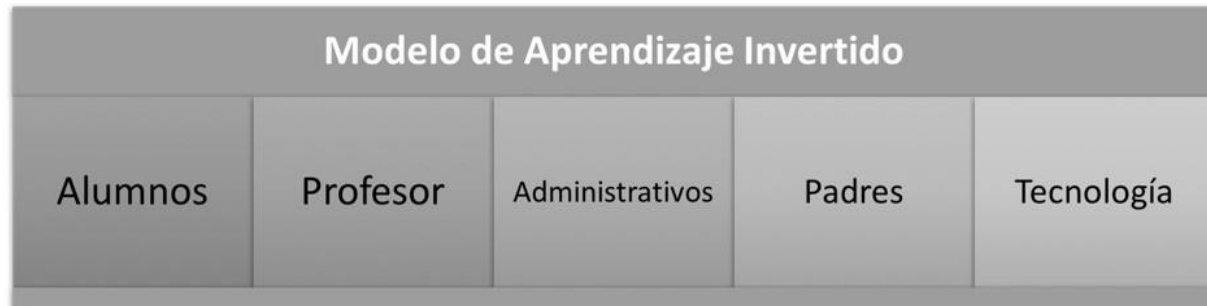 Modelo de Aprendizaje Invertido
Alumnos
Profesor
Administrativos
Padres
Tecnología